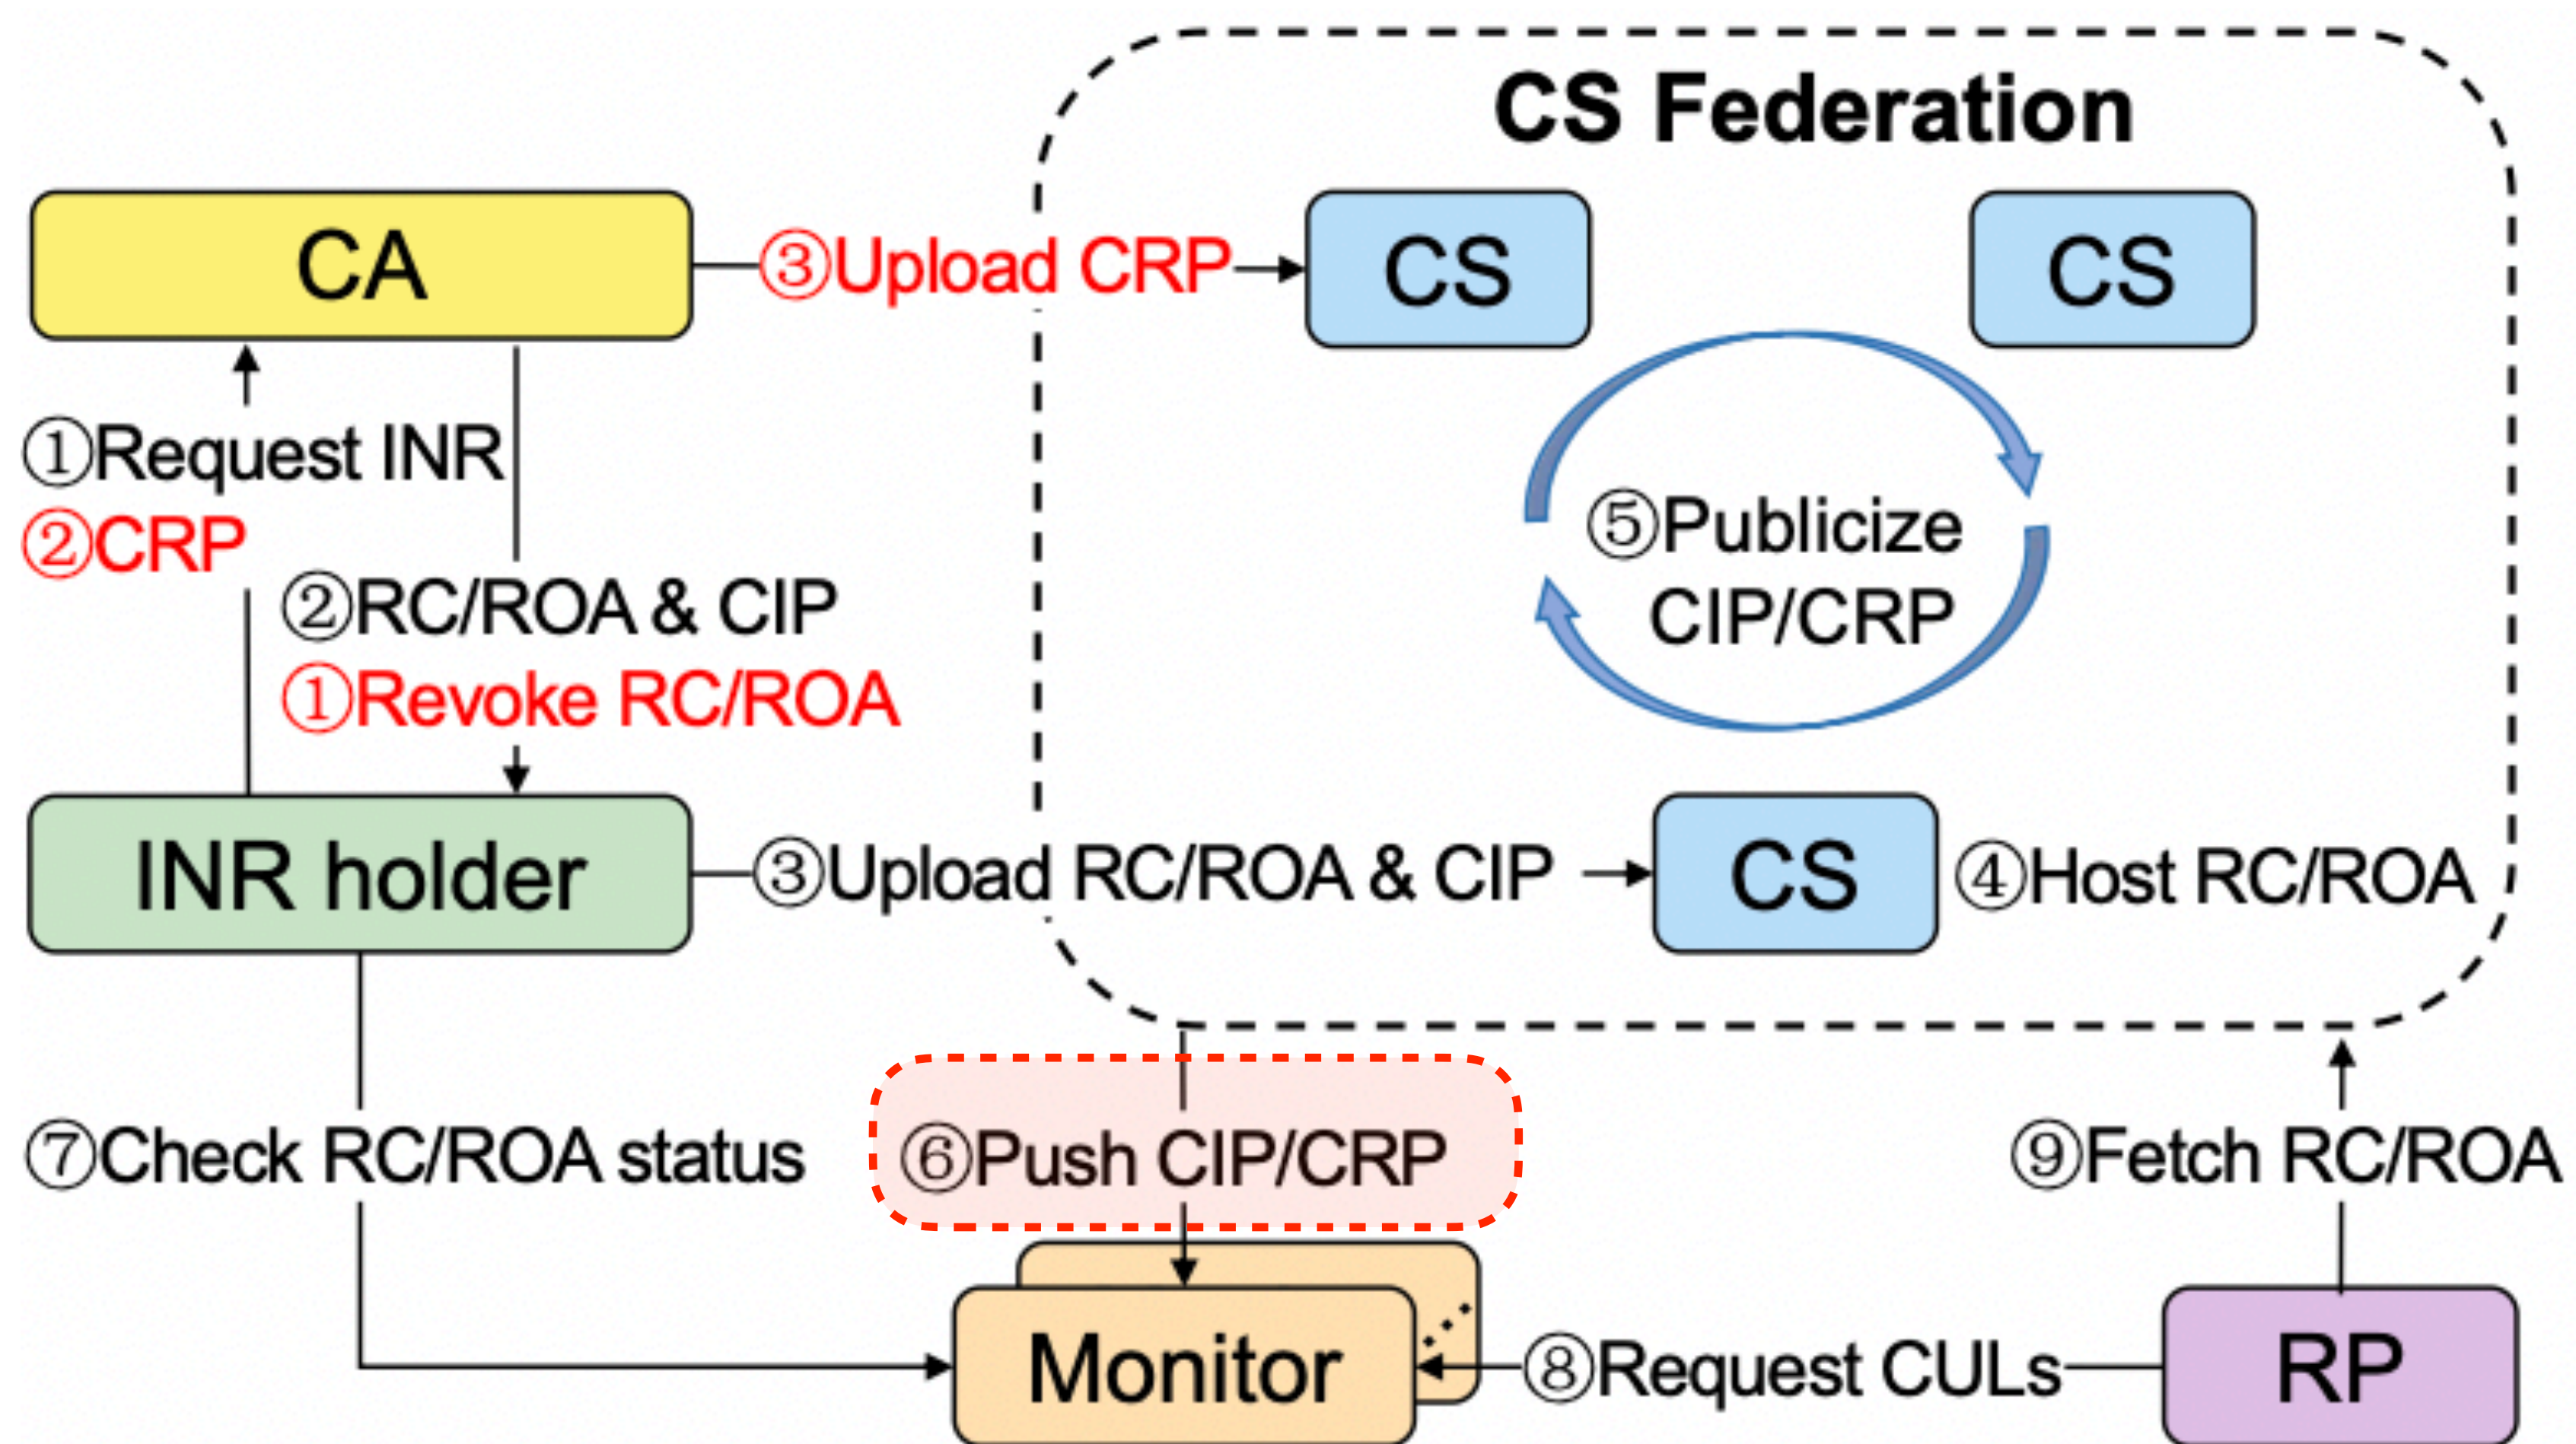 CS Federation
CA
③Upload CRP
CS
CS
①Request INR
②CRP
②RC/ROA & CIP
①Revoke RC/ROA
⑤Publicize
CIP/CRP
INR holder
③Upload RC/ROA & CIP
CS
④Host RC/ROA
⑦Check RC/ROA status
⑥Push CIP/CRP
⑨Fetch RC/ROA
Monitor
⑧Request CULs
RP